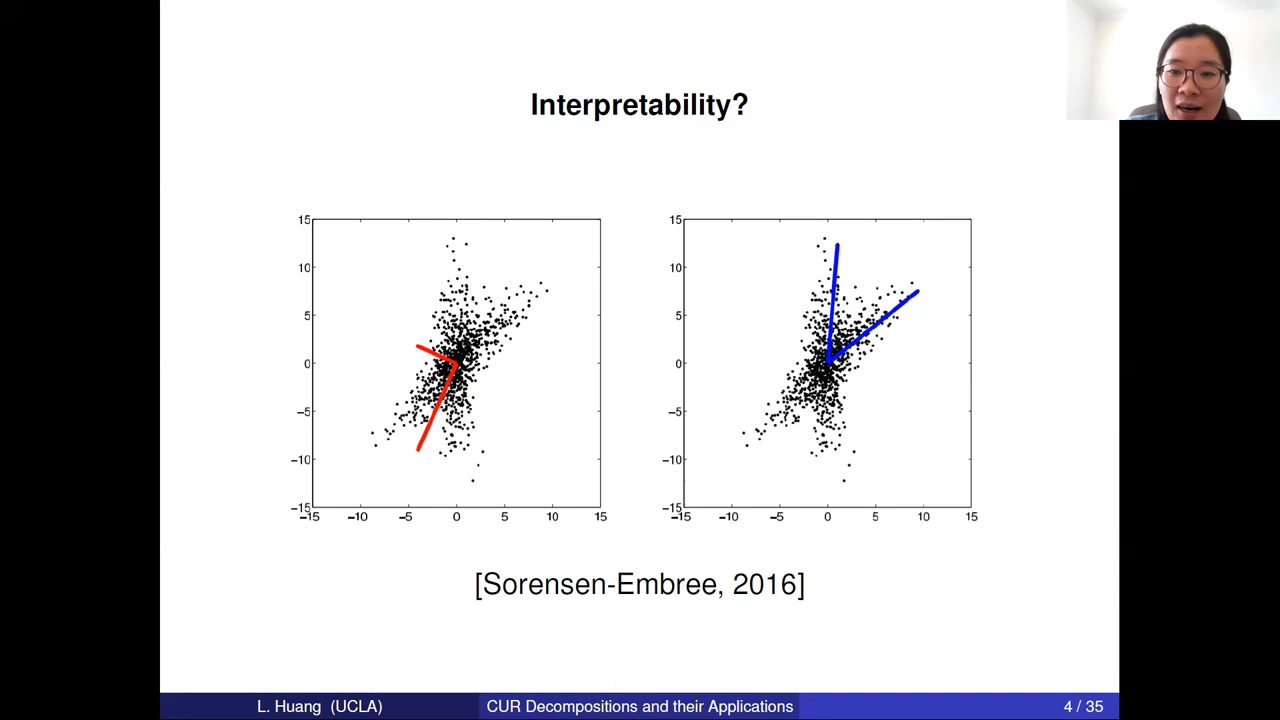 Interpretability?
15
10
5
0
−5
−10
−15
−15 −10 −5 0 5 10 15
15
10
5
0
−5
−10
−15
−15 −10 −5 0 5 10 15
[Sorensen-Embree, 2016]
L. Huang (UCLA) CUR Decompositions and their Applications 4 / 35